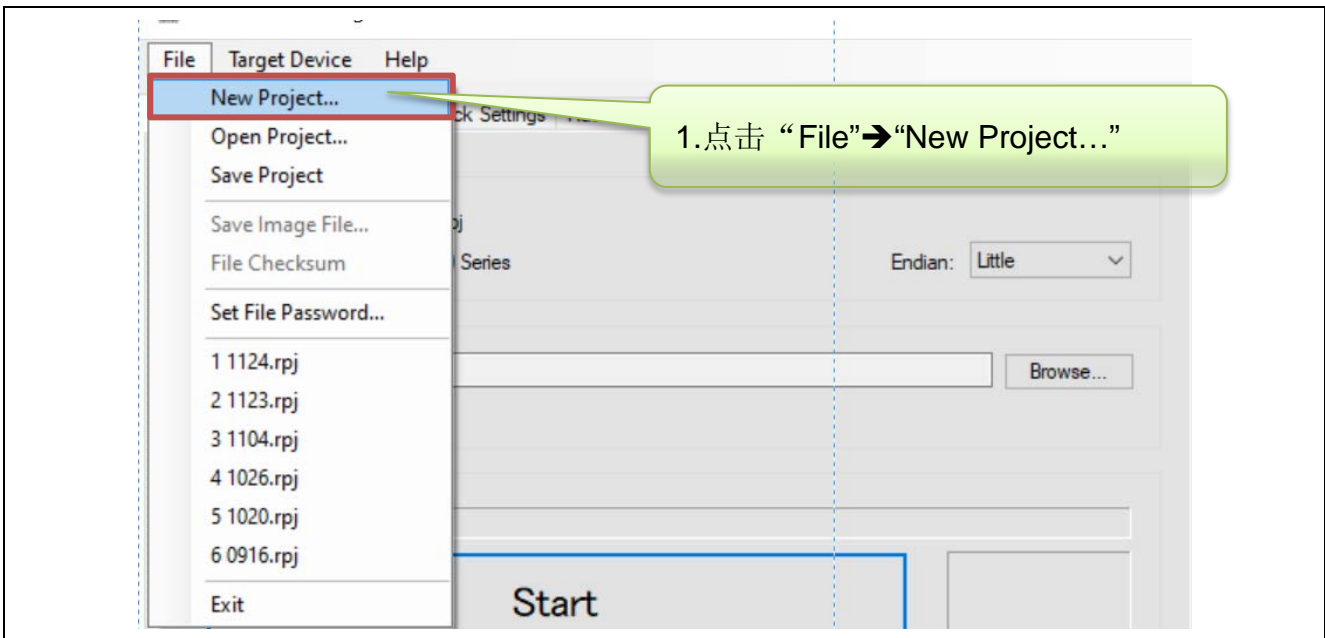 File Target Device Help
New Project...
ck Settings
1.点击“File”➔“New Project…”
Open Project...
Save Project
Save Image File...
File Checksum
Series
Endian: Little
Set File Password...
1 1124.rpj
Browse...
2 1123.rpj
3 1104.rpj
4 1026.rpj
5 1020.rpj
6 0916.rpj
Exit
Start